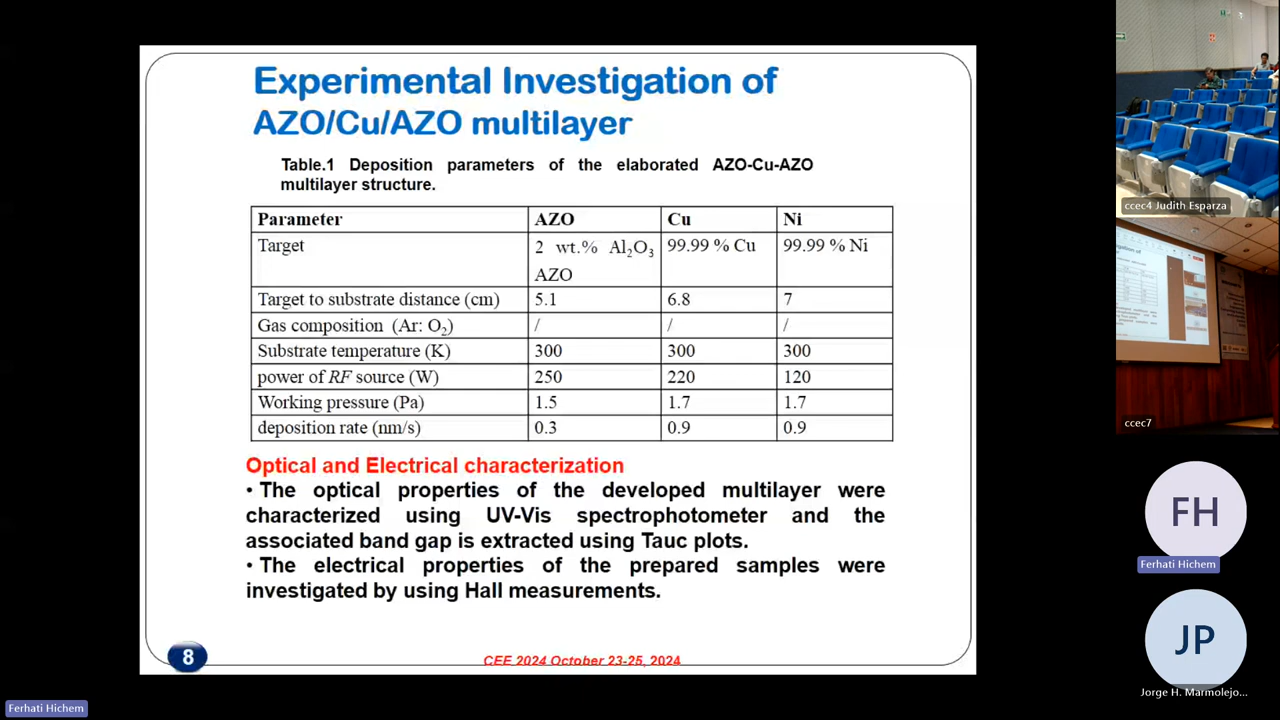 Experimental Investigation of
AZO/Cu/AZO multilayer
Table.1 Deposition parameters of the elaborated AZO-Cu-AZO
multilayer structure.
Parameter AZO Cu Ni
Target 2 wt.% Al₂O₃ AZO 99.99 % Cu 99.99 % Ni
Target to substrate distance (cm) 5.1 6.8 7
Gas composition (Ar: O₂) / / /
Substrate temperature (K) 300 300 300
power of RF source (W) 250 220 120
Working pressure (Pa) 1.5 1.7 1.7
deposition rate (nm/s) 0.3 0.9 0.9
Optical and Electrical characterization
• The optical properties of the developed multilayer were
characterized using UV-Vis spectrophotometer and the
associated band gap is extracted using Tauc plots.
• The electrical properties of the prepared samples were
investigated by using Hall measurements.
8
CEE 2024 October 23-25, 2024
Ferhati Hichem
ccec4 Judith Esparza
ccec7
FH
Ferhati Hichem
JP
Jorge H. Marmolejo...